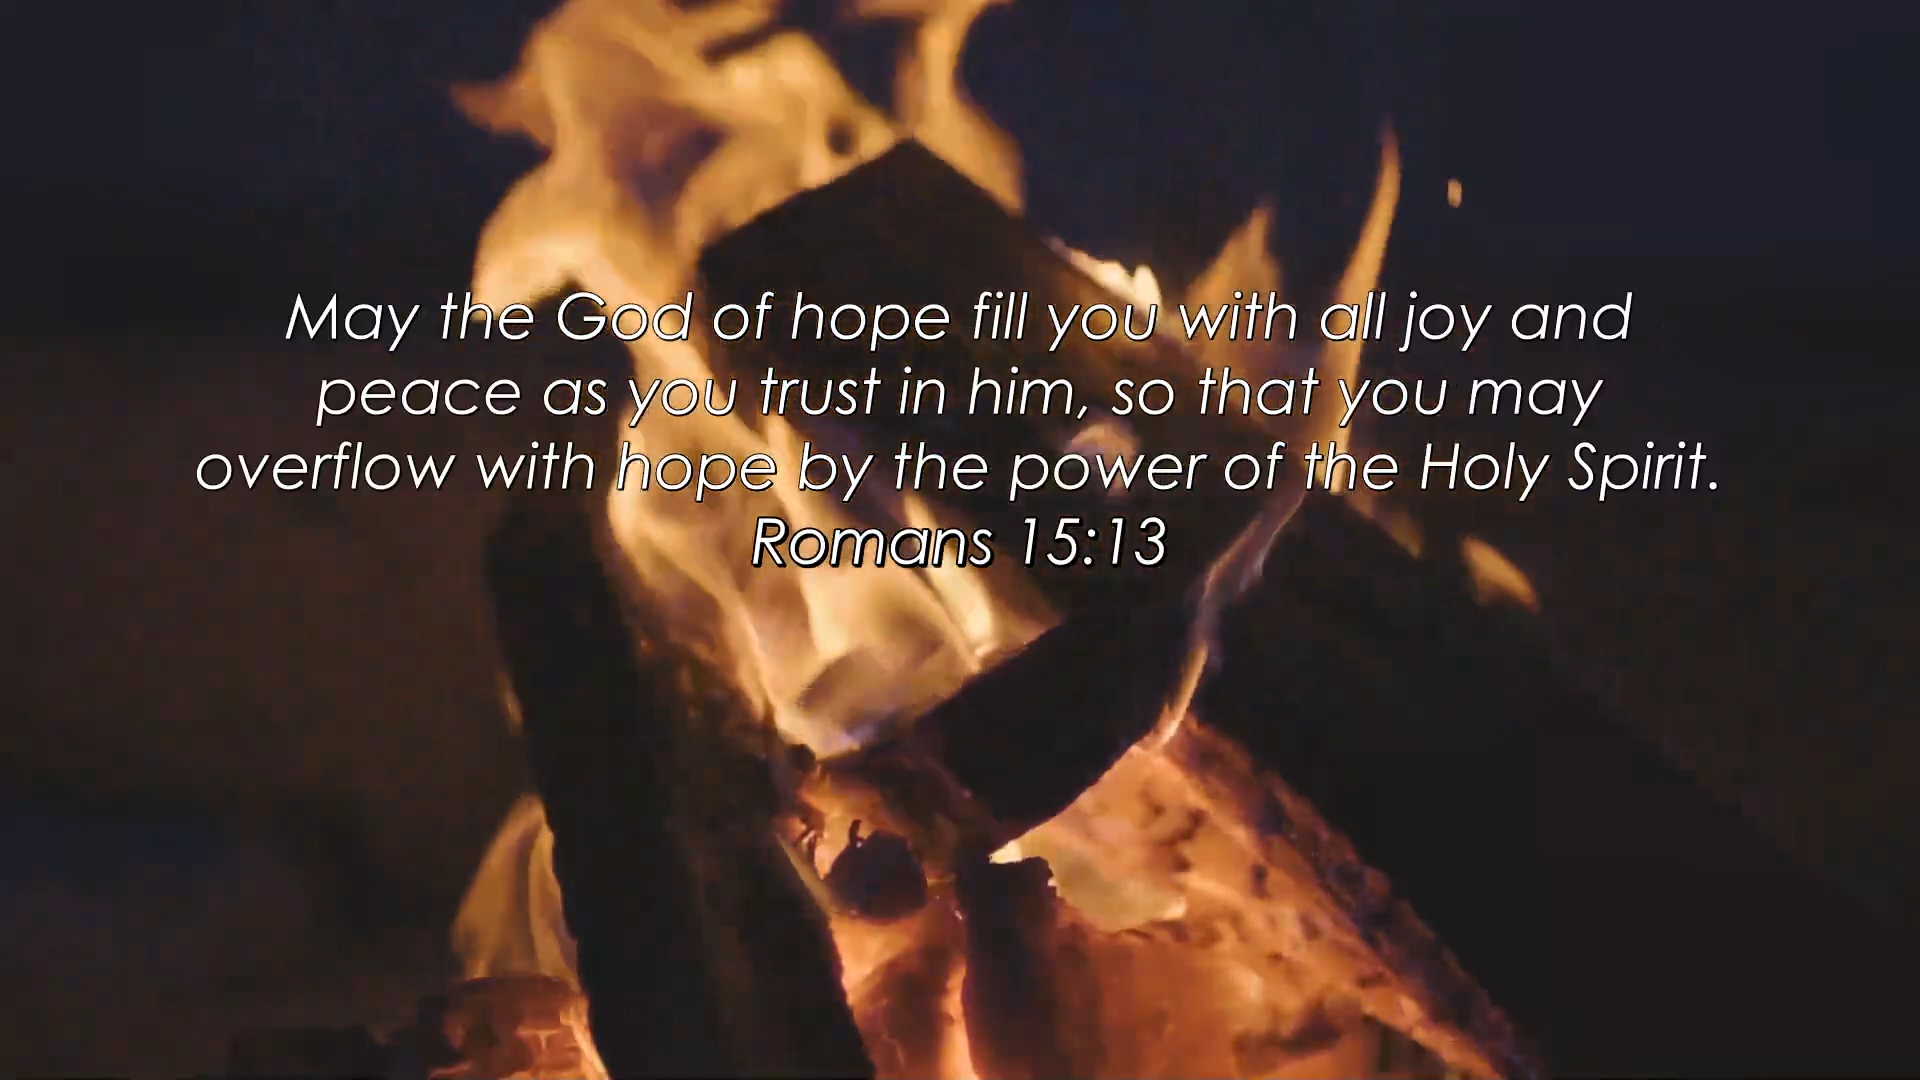 May the God of hope fill you with all joy and
peace as you trust in him, so that you may
overflow with hope by the power of the Holy Spirit.
Romans 15:13